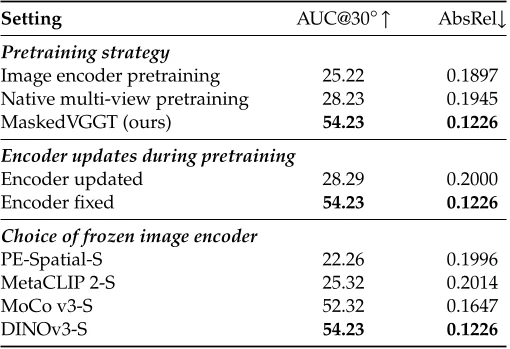 Setting AUC@30° ↑ AbsRel↓
Pretraining strategy
Image encoder pretraining 25.22 0.1897
Native multi-view pretraining 28.23 0.1945
MaskedVGGT (ours) 54.23 0.1226
Encoder updates during pretraining
Encoder updated 28.29 0.2000
Encoder fixed 54.23 0.1226
Choice of frozen image encoder
PE-Spatial-S 22.26 0.1996
MetaCLIP 2-S 25.32 0.2014
MoCo v3-S 52.32 0.1647
DINOv3-S 54.23 0.1226